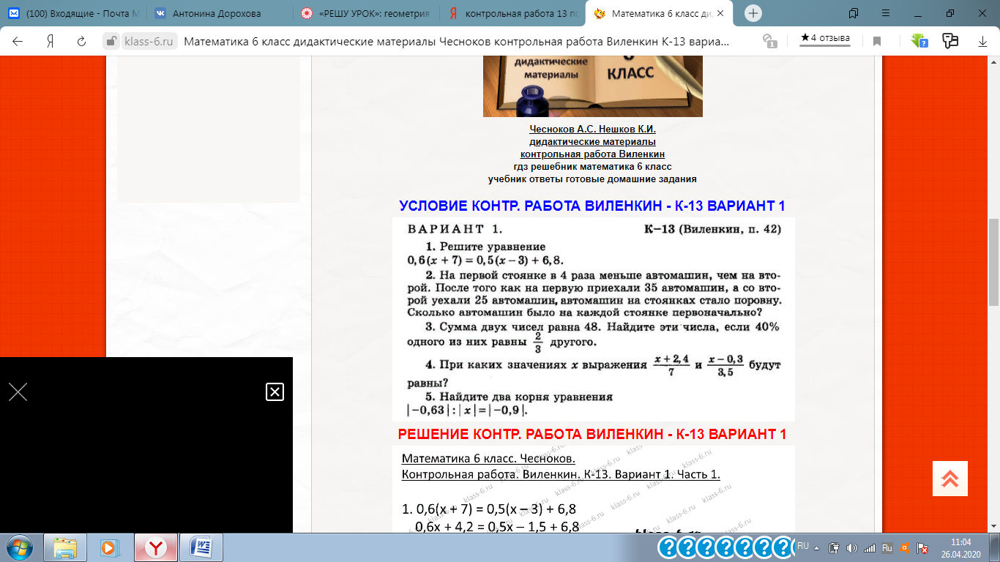 (100) Входящие - Почта М
Антонина Дорохова
«РЕШУ УРОК»: геометрия
контрольная работа 13 по
Математика 6 класс ди
klass-6.ru
Математика 6 класс дидактические материалы Чесноков контрольная работа Виленкин К-13 вариа...
★4 отзыва
дидактические
материалы
КЛАСС
Чесноков А.С. Нешков К.И.
дидактические материалы
контрольная работа Виленкин
гдз решебник математика 6 класс
учебник ответы готовые домашние задания
УСЛОВИЕ КОНТР. РАБОТА ВИЛЕНКИН - К-13 ВАРИАНТ 1
ВАРИАНТ 1. К—13 (Виленкин, п. 42)
1. Решите уравнение
0,6(x + 7) = 0,5(x – 3) + 6,8.
2. На первой стоянке в 4 раза меньше автомашин, чем на вто-
рой. После того как на первую приехали 35 автомашин, а со вто-
рой уехали 25 автомашин, автомашин на стоянках стало поровну.
Сколько автомашин было на каждой стоянке первоначально?
3. Сумма двух чисел равна 48. Найдите эти числа, если 40%
одного из них равны 2/3 другого.
4. При каких значениях x выражения (x + 2,4)/7 и (x – 0,3)/3,5 будут
равны?
5. Найдите два корня уравнения
|–0,63| : |x| = |–0,9|.
РЕШЕНИЕ КОНТР. РАБОТА ВИЛЕНКИН - К-13 ВАРИАНТ 1
Математика 6 класс. Чесноков.
Контрольная работа. Виленкин. К-13. Вариант 1. Часть 1.
1. 0,6(x + 7) = 0,5(x – 3) + 6,8
0,6x + 4,2 = 0,5x – 1,5 + 6,8
klass-6.ru
RU
Ru
11:04
26.04.2020